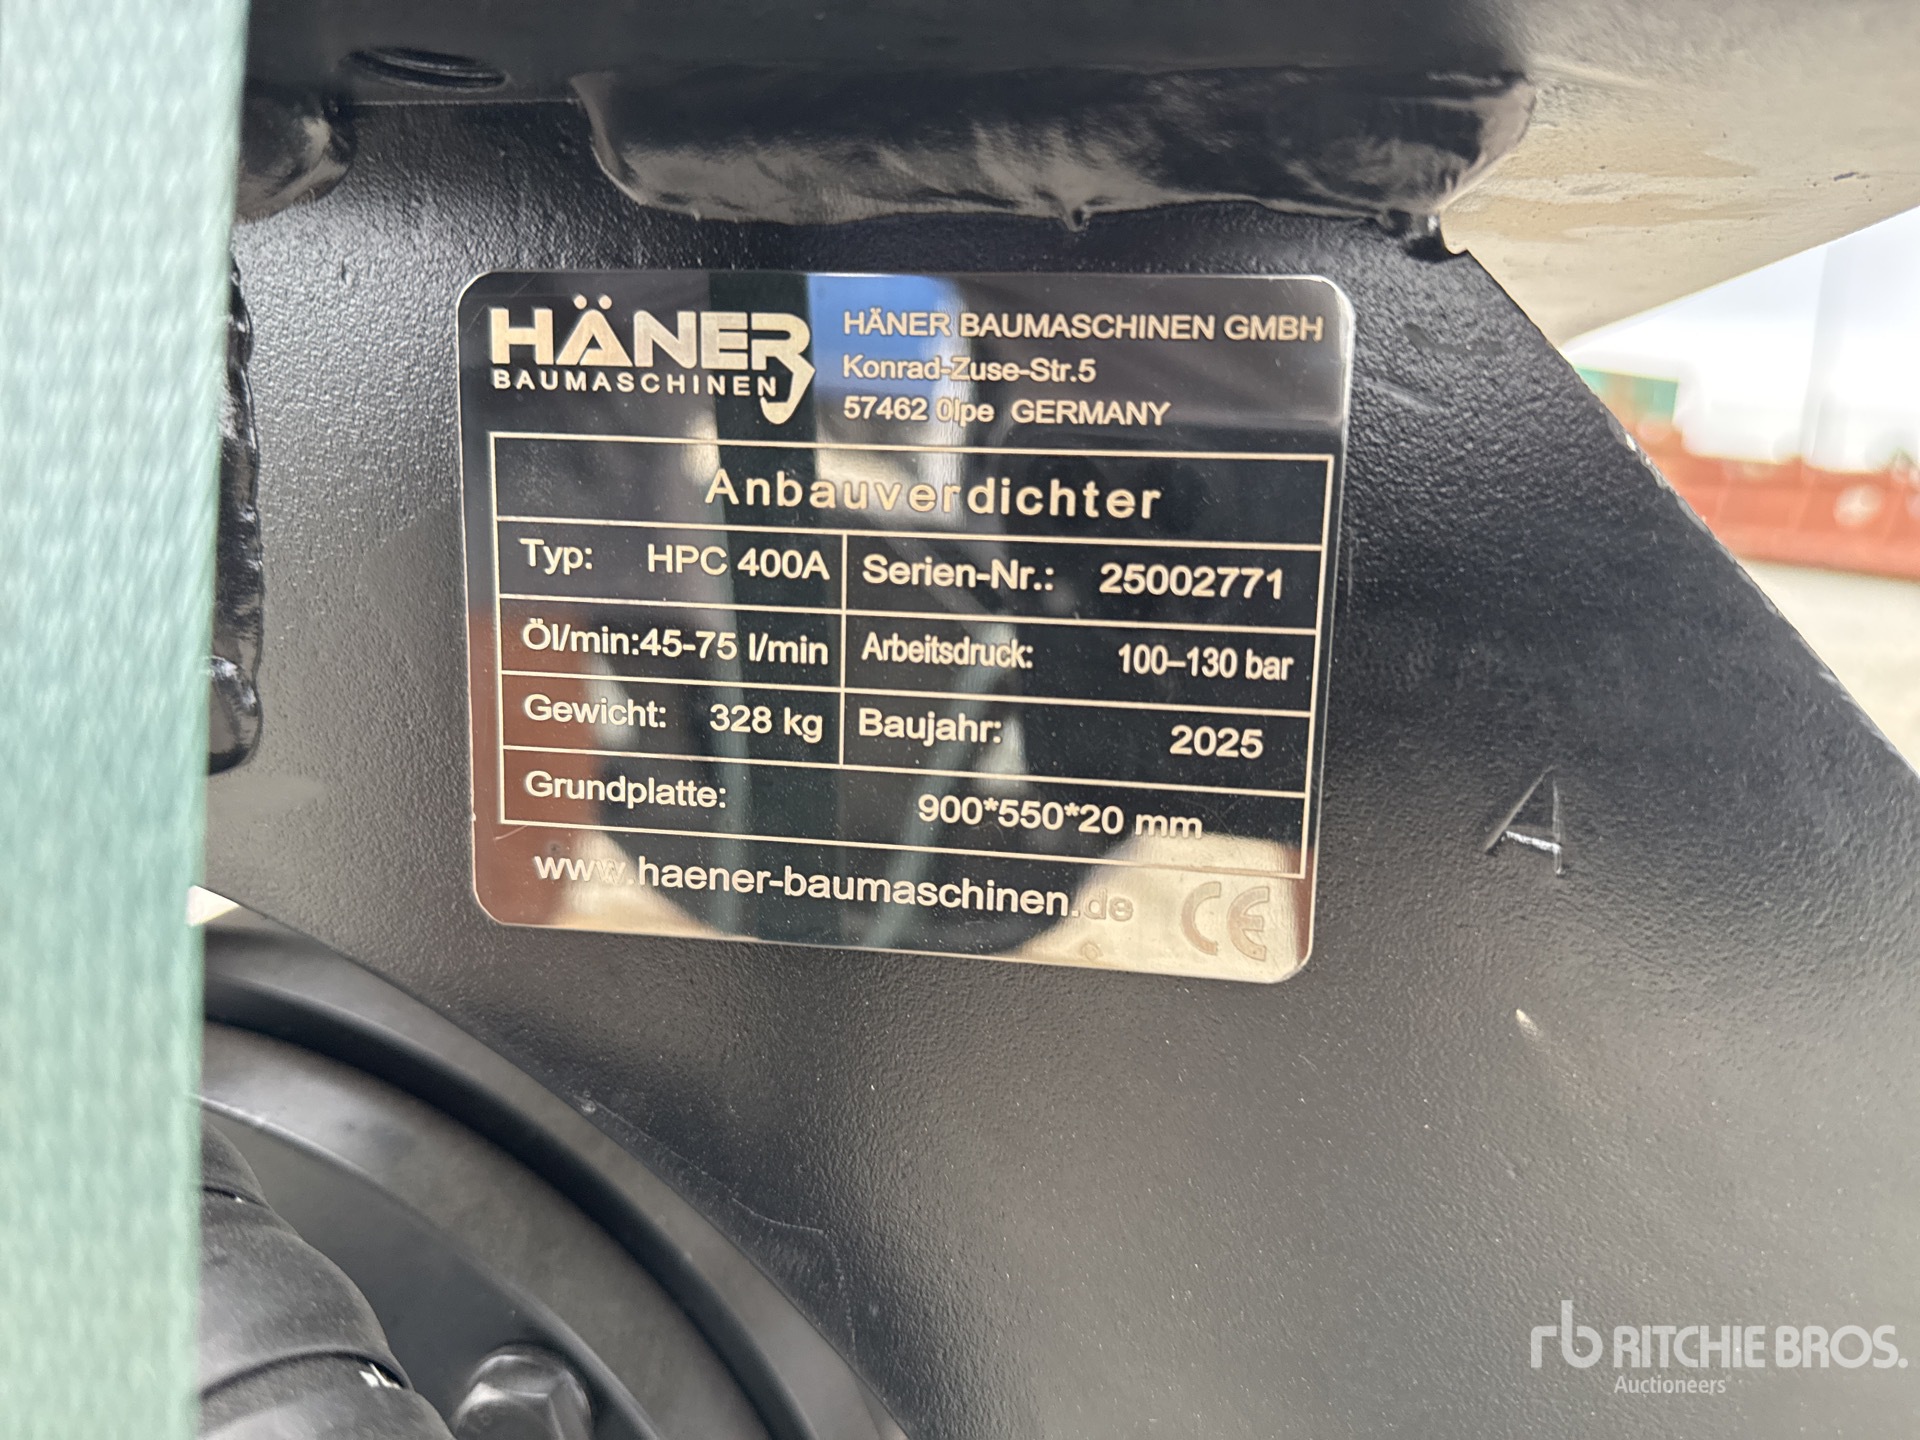 HÄNER
BAUMASCHINEN
HÄNER BAUMASCHINEN GMBH
Konrad-Zuse-Str.5
57462 0lpe GERMANY
Anbauverdichter
Typ: HPC 400A
Serien-Nr.: 25002771
Öl/min:45-75 l/min
Arbeitsdruck: 100–130 bar
Gewicht: 328 kg
Baujahr: 2025
Grundplatte: 900*550*20 mm
www.haener-baumaschinen.de
CE
A
rb RITCHIE BROS.
Auctioneers